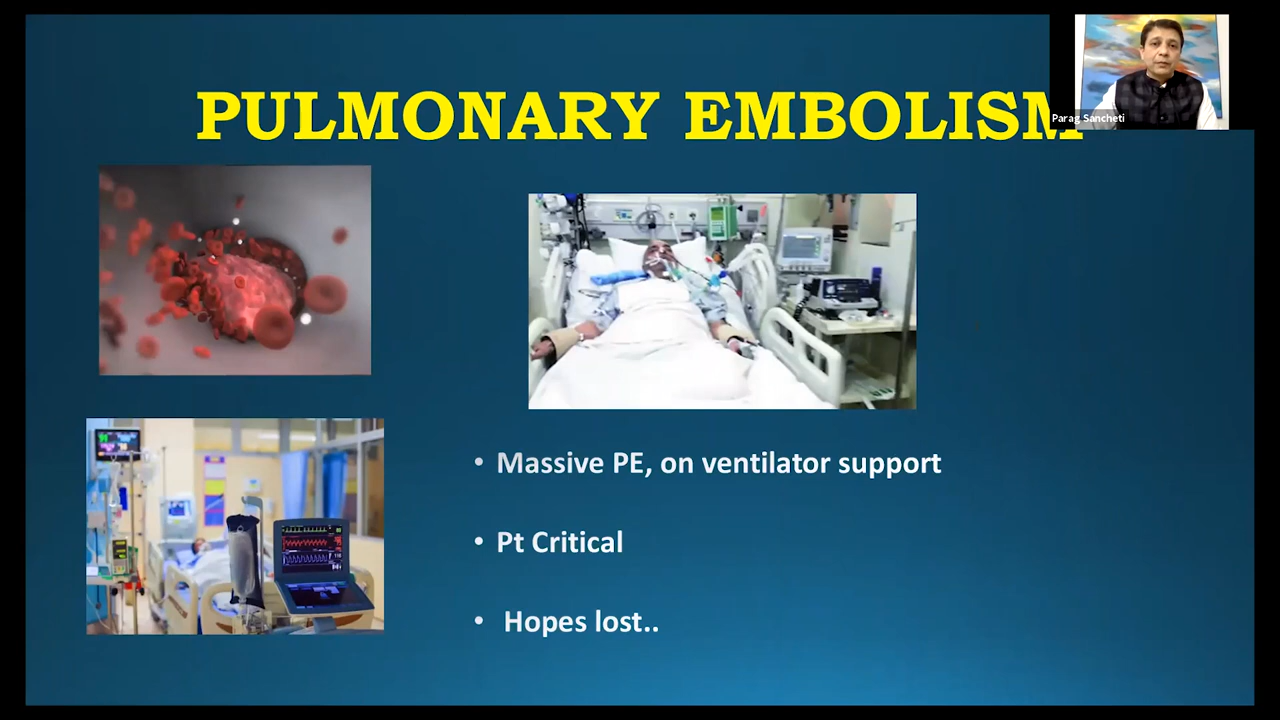 PULMONARY EMBOLISM
Parag Sancheti
• Massive PE, on ventilator support
• Pt Critical
• Hopes lost..